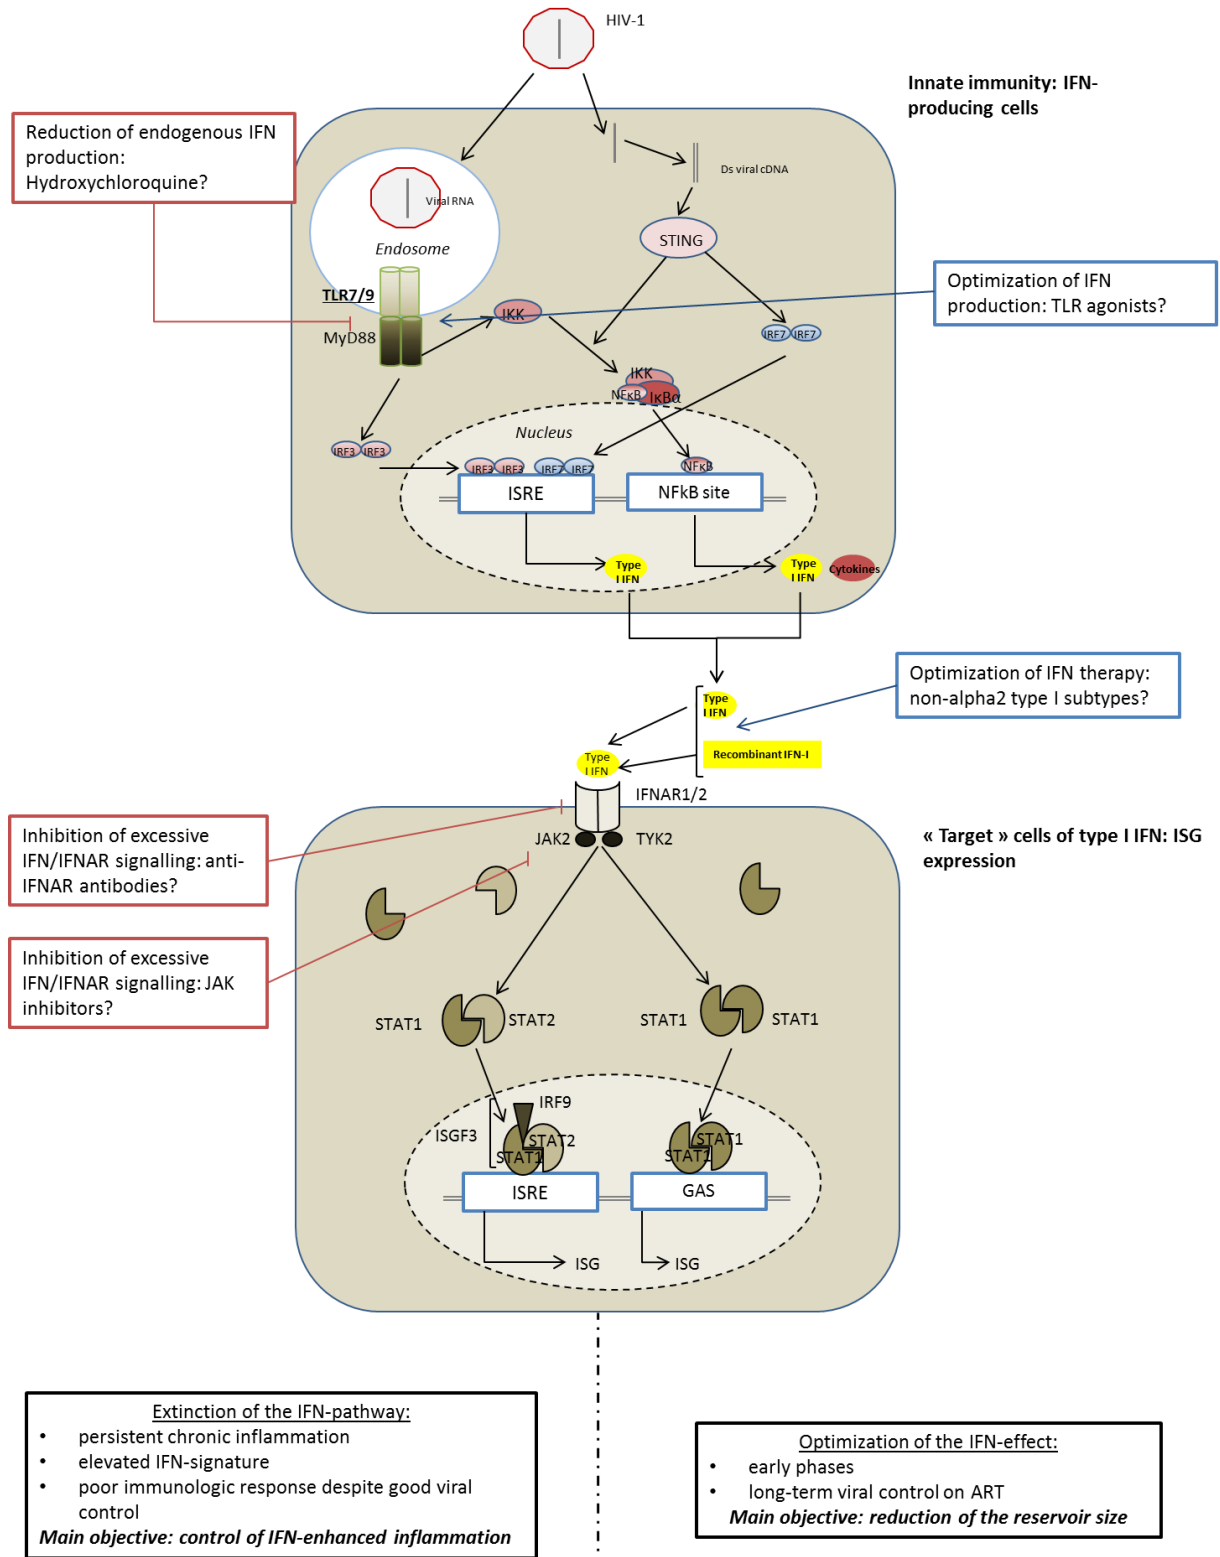 HIV-1
Innate immunity: IFN-
producing cells
Reduction of endogenous IFN
production:
Hydroxychloroquine?
Ds viral cDNA
Viral RNA
Endosome
STING
TLR7/9
MyD88
IKK
Optimization of IFN
production: TLR agonists?
IRF7 IRF7
IKK
NFκB IκBα
Nucleus
IRF3 IRF3
IRF3 IRF3 IRF7 IRF7
NFκB
ISRE
NFkB site
Type
I IFN
Type
I IFN
Cytokines
Optimization of IFN therapy:
non-alpha2 type I subtypes?
Type
I IFN
Recombinant IFN-I
Type
I IFN
IFNAR1/2
JAK2
TYK2
Inhibition of excessive
IFN/IFNAR signalling: anti-
IFNAR antibodies?
« Target » cells of type I IFN: ISG
expression
Inhibition of excessive
IFN/IFNAR signalling: JAK
inhibitors?
STAT1
STAT2
STAT1
STAT1
IRF9
ISGF3
STAT2
STAT1
STAT1
STAT1
ISRE
GAS
ISG
ISG
Extinction of the IFN-pathway:
• persistent chronic inflammation
• elevated IFN-signature
• poor immunologic response despite good viral
control
Main objective: control of IFN-enhanced inflammation
Optimization of the IFN-effect:
• early phases
• long-term viral control on ART
Main objective: reduction of the reservoir size